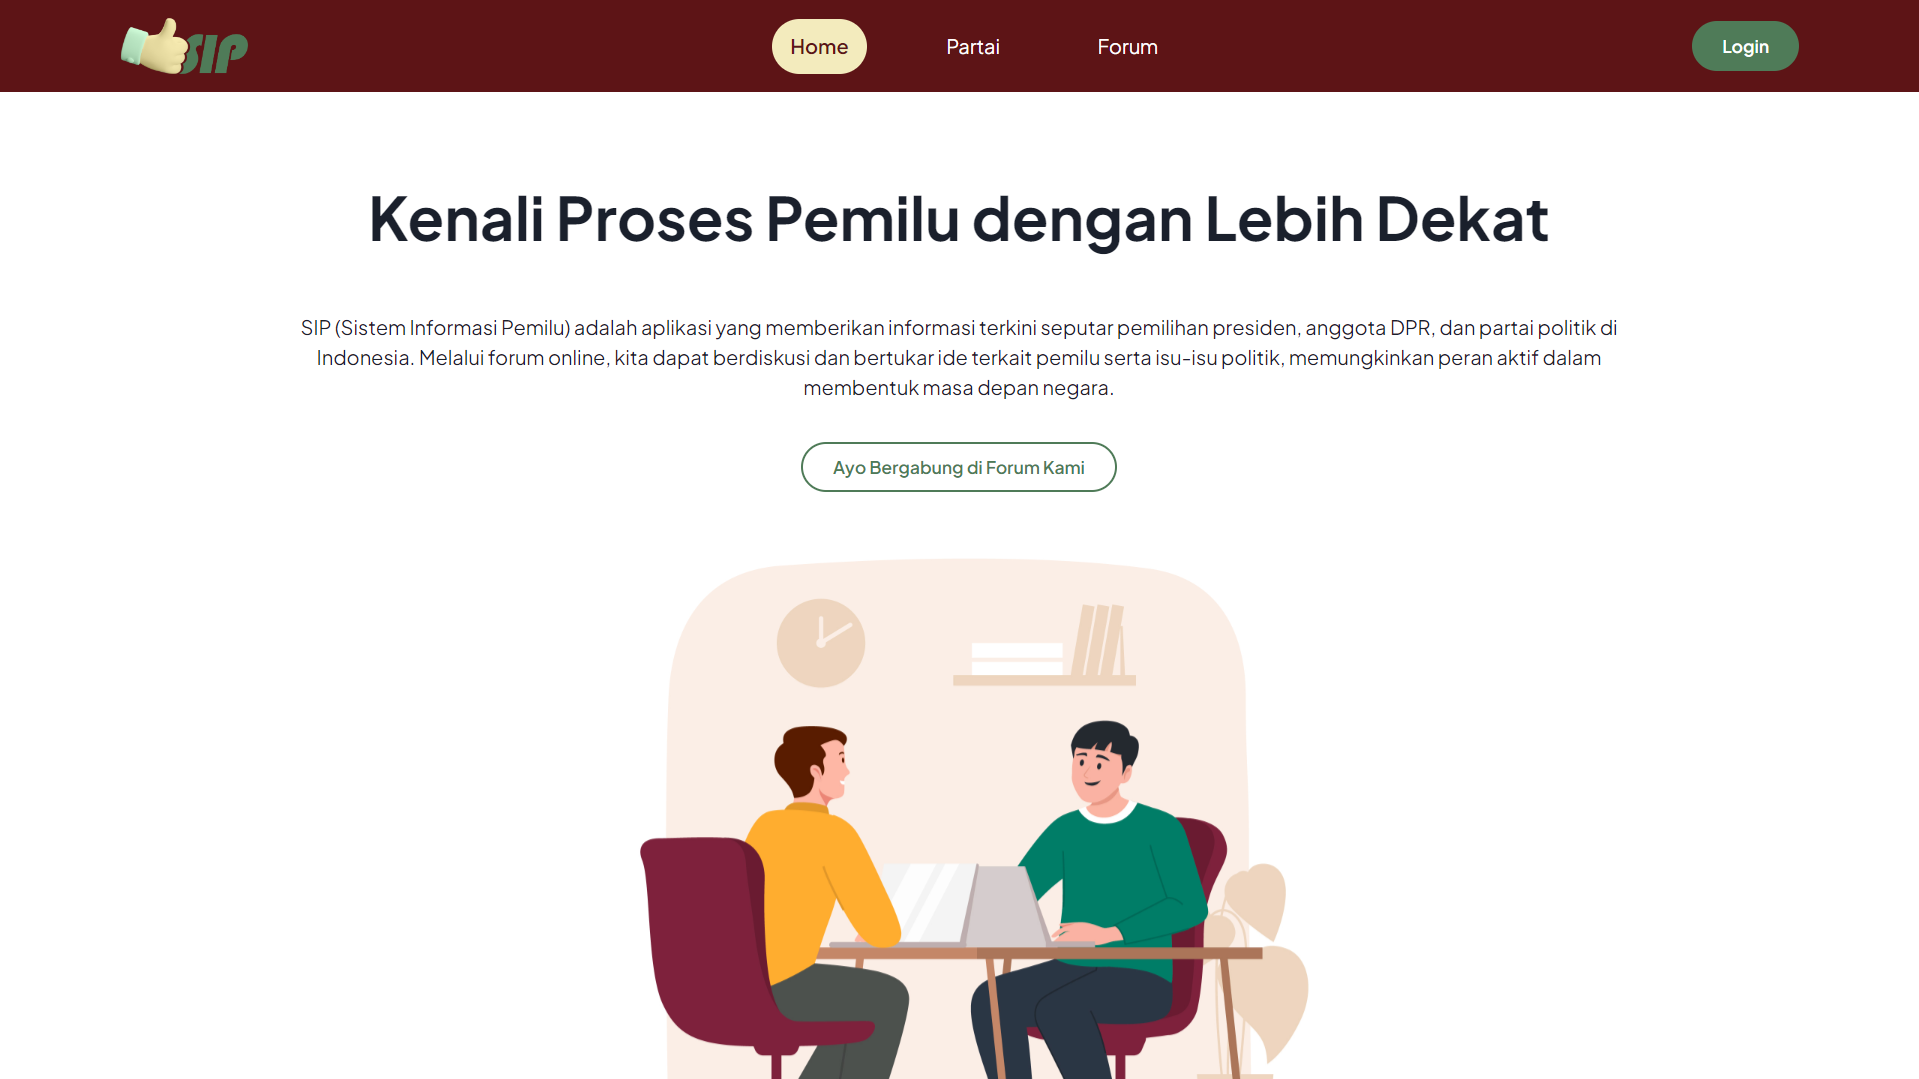 SIP
Home
Partai
Forum
Login
Kenali Proses Pemilu dengan Lebih Dekat
SIP (Sistem Informasi Pemilu) adalah aplikasi yang memberikan informasi terkini seputar pemilihan presiden, anggota DPR, dan partai politik di
Indonesia. Melalui forum online, kita dapat berdiskusi dan bertukar ide terkait pemilu serta isu-isu politik, memungkinkan peran aktif dalam
membentuk masa depan negara.
Ayo Bergabung di Forum Kami